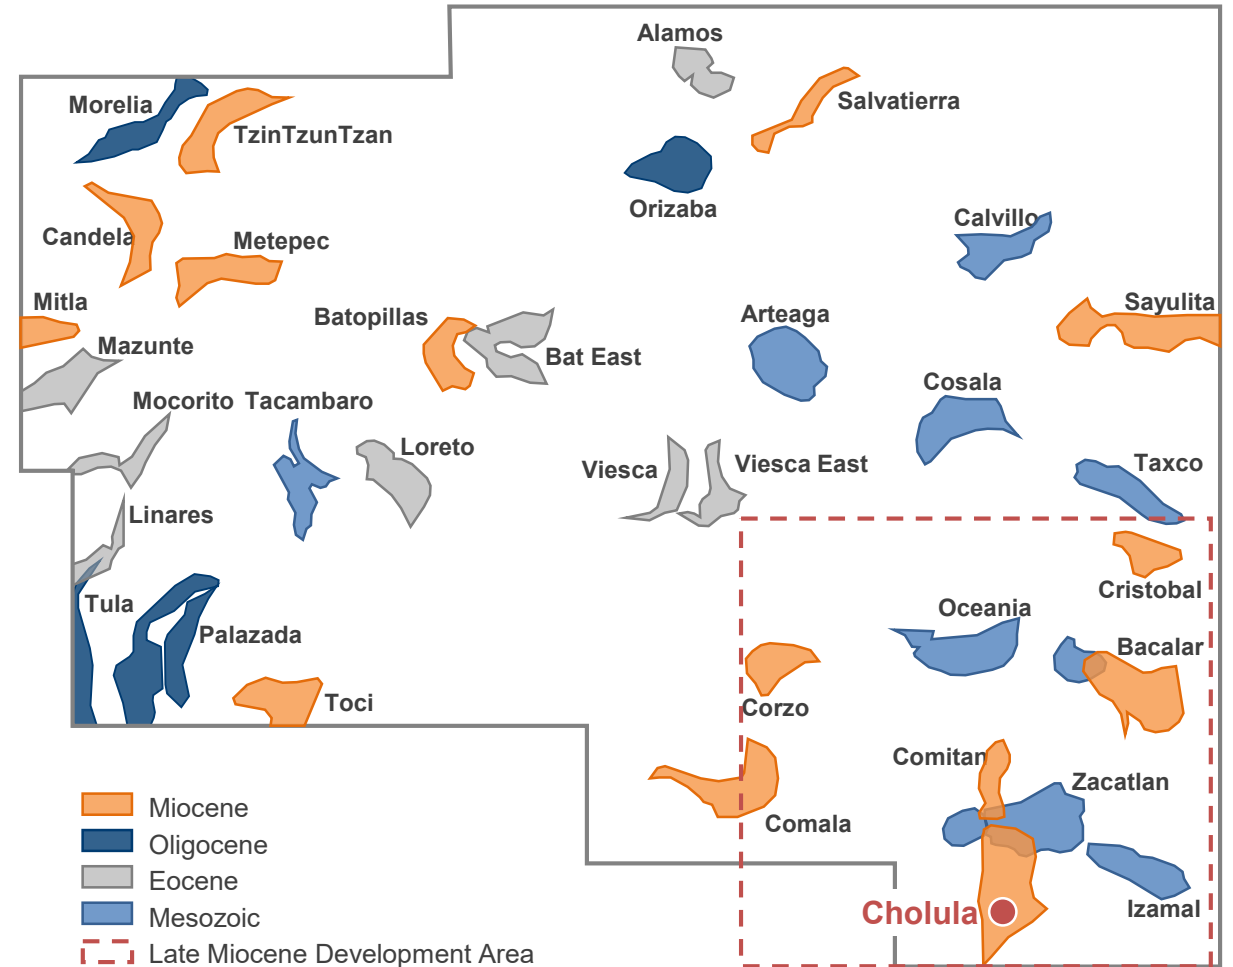 Alamos
Morelia
Salvatierra
TzinTzunTzan
Orizaba
Calvillo
Candela
Metepec
Mitla
Sayulita
Batopillas
Arteaga
Mazunte
Bat East
Cosala
Mocorito
Tacambaro
Loreto
Viesca
Viesca East
Taxco
Linares
Cristobal
Tula
Oceania
Palazada
Bacalar
Toci
Corzo
Comitan
Zacatlan
Miocene
Comala
Oligocene
Eocene
Izamal
Cholula
Mesozoic
Late Miocene Development Area